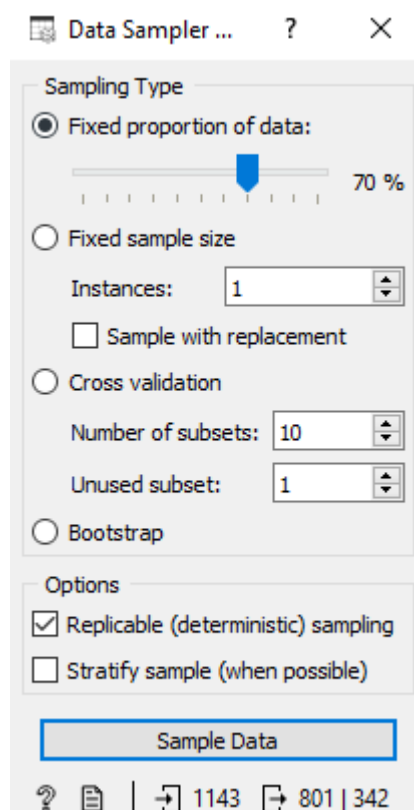 Data Sampler ... ?
Sampling Type
Fixed proportion of data:
70 %
Fixed sample size
Instances: 1
Sample with replacement
Cross validation
Number of subsets: 10
Unused subset: 1
Bootstrap
Options
Replicable (deterministic) sampling
Stratify sample (when possible)
Sample Data
? 1143 801 | 342